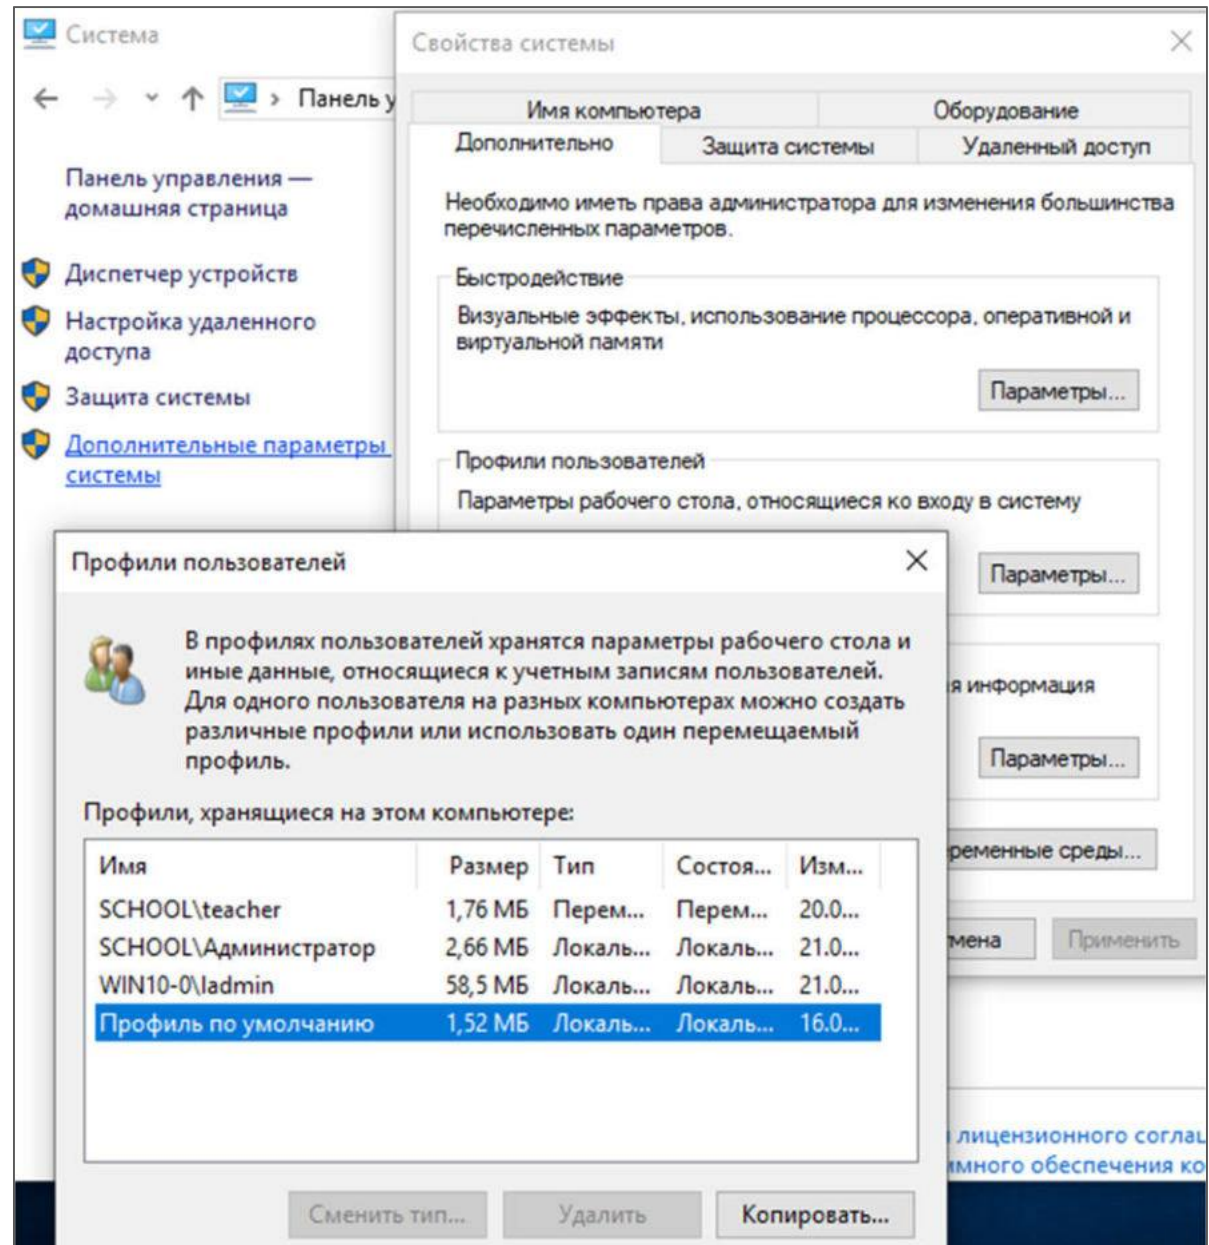 Система
Панель у
Панель управления —
домашняя страница
Диспетчер устройств
Настройка удаленного
доступа
Защита системы
Дополнительные параметры
системы
Свойства системы
Имя компьютера
Оборудование
Дополнительно
Защита системы
Удаленный доступ
Необходимо иметь права администратора для изменения большинства
перечисленных параметров.
Быстродействие
Визуальные эффекты, использование процессора, оперативной и
виртуальной памяти
Параметры...
Профили пользователей
Параметры рабочего стола, относящиеся ко входу в систему
Параметры...
я информация
Параметры...
ременные среды...
мена
Применить
Профили пользователей
В профилях пользователей хранятся параметры рабочего стола и
иные данные, относящиеся к учетным записям пользователей.
Для одного пользователя на разных компьютерах можно создать
различные профили или использовать один перемещаемый
профиль.
Профили, хранящиеся на этом компьютере:
Имя Размер Тип Состоя... Изм...
SCHOOL\teacher 1,76 МБ Перем... Перем... 20.0...
SCHOOL\Администратор 2,66 МБ Локаль... Локаль... 21.0...
WIN10-0\ladmin 58,5 МБ Локаль... Локаль... 21.0...
Профиль по умолчанию 1,52 МБ Локаль... Локаль... 16.0...
Сменить тип...
Удалить
Копировать...
лицензионного согла
ммного обеспечения ко